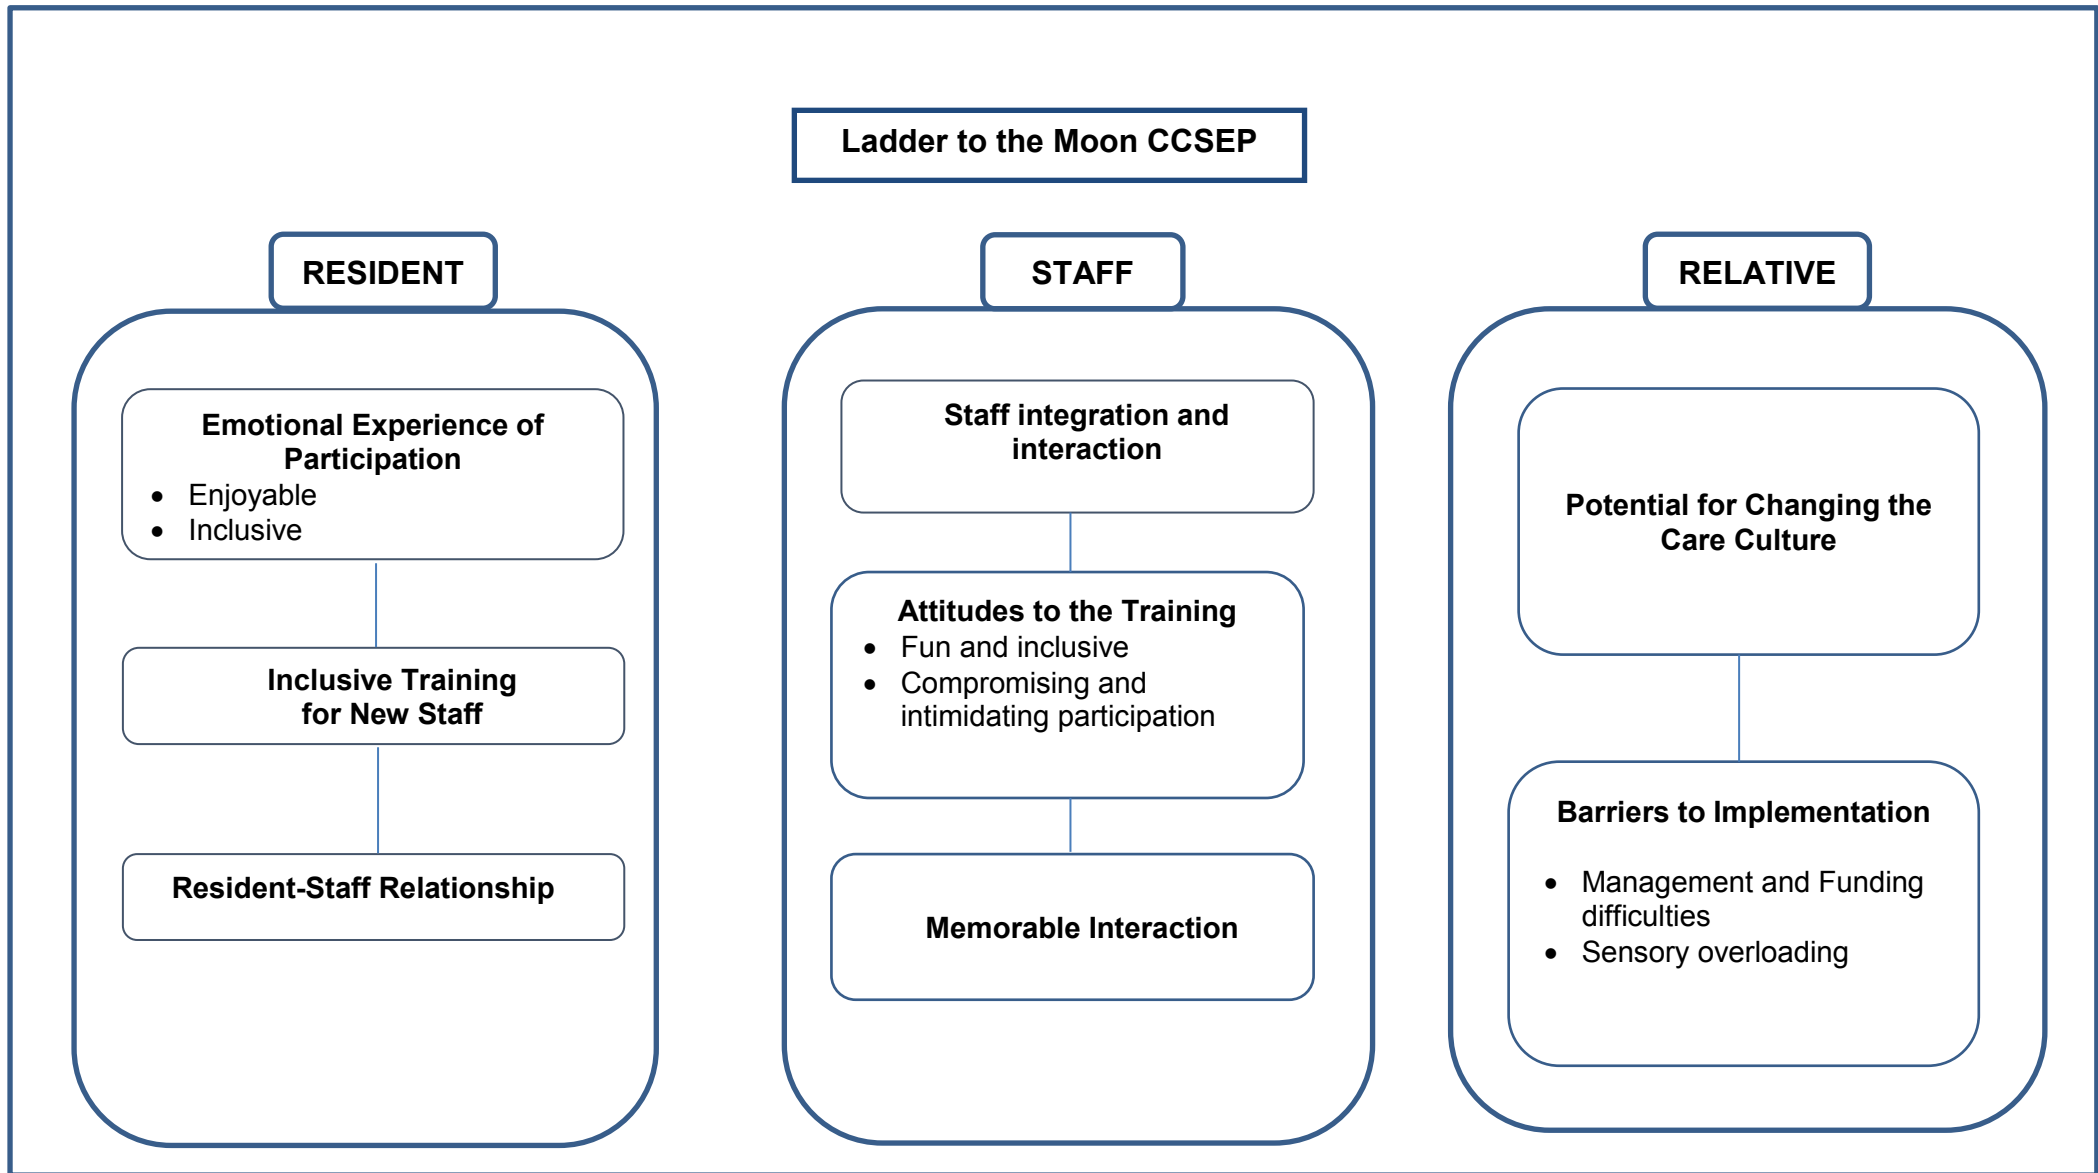 Ladder to the Moon CCSEP
RESIDENT
Emotional Experience of
Participation
• Enjoyable
• Inclusive
Inclusive Training
for New Staff
Resident-Staff Relationship
STAFF
Staff integration and
interaction
Attitudes to the Training
• Fun and inclusive
• Compromising and
intimidating participation
Memorable Interaction
RELATIVE
Potential for Changing the
Care Culture
Barriers to Implementation
• Management and Funding
difficulties
• Sensory overloading